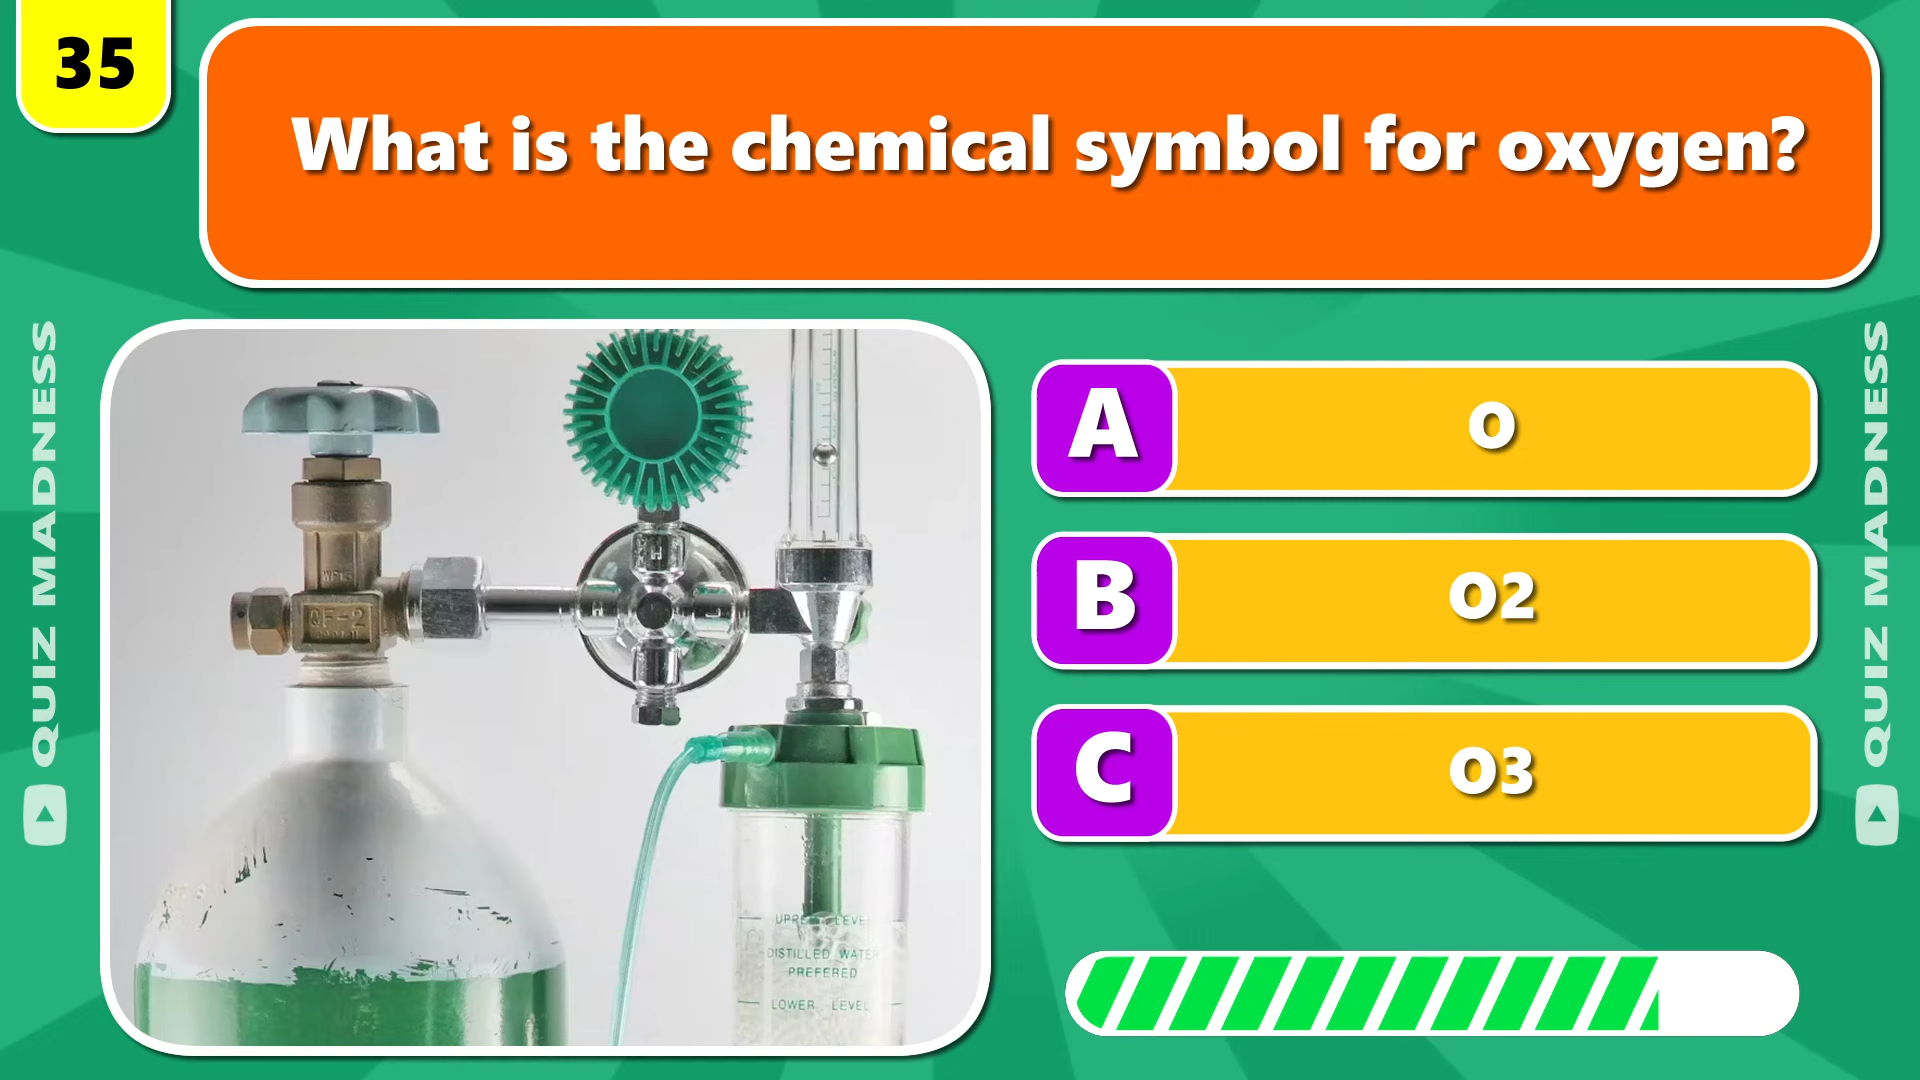 35
What is the chemical symbol for oxygen?
QUIZ MADNESS
A
O
B
O2
C
O3
QUIZ MADNESS
H
H
L
QF-2
UPPER LEVEL
DISTILLED WATER
PREFERED
LOWER LEVEL